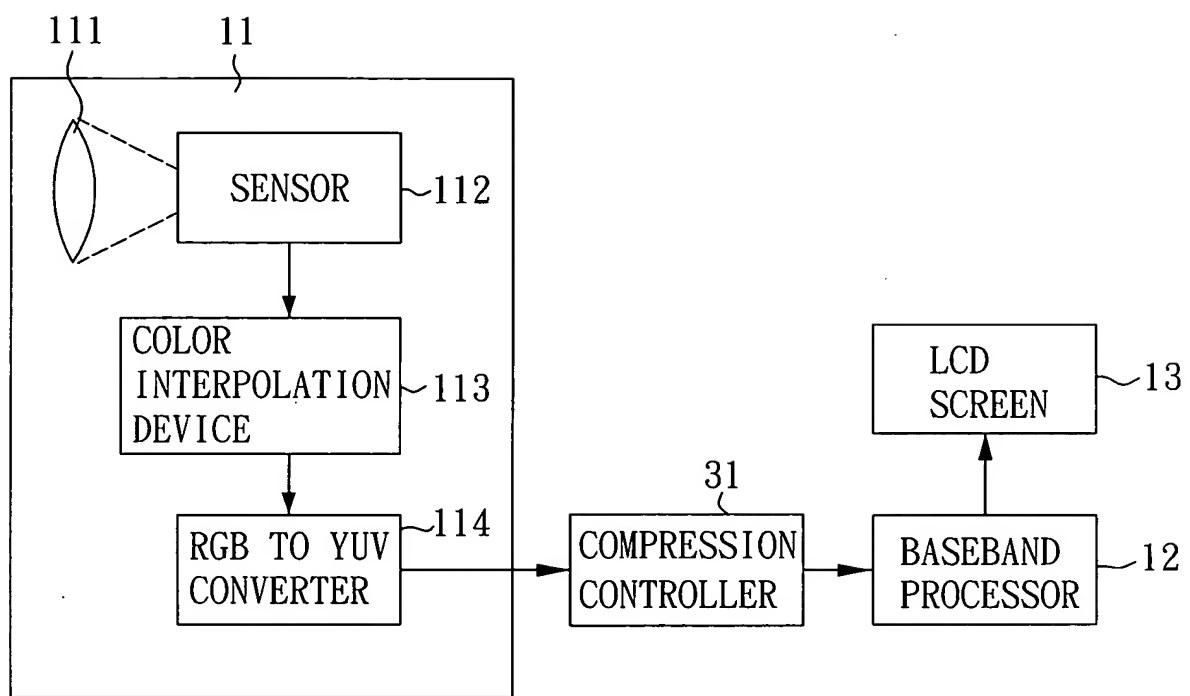 111
11
SENSOR
112
COLOR
INTERPOLATION
DEVICE
113
RGB TO YUV
CONVERTER
114
31
COMPRESSION
CONTROLLER
LCD
SCREEN
13
BASEBAND
PROCESSOR
12